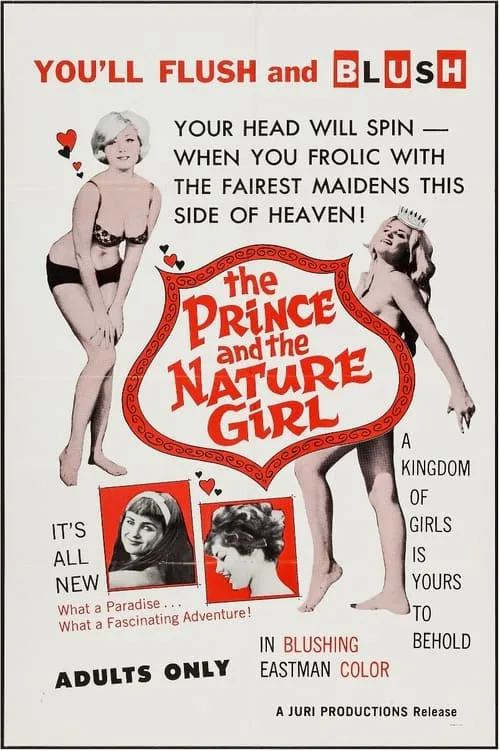 YOU'LL FLUSH and BLUSH
YOUR HEAD WILL SPIN —
WHEN YOU FROLIC WITH
THE FAIREST MAIDENS THIS
SIDE OF HEAVEN!
the
PRINCE
and the
NATURE
GIRL
A
KINGDOM
OF
GIRLS
IS
YOURS
TO
BEHOLD
IT'S
ALL
NEW
What a Paradise . . .
What a Fascinating Adventure!
ADULTS ONLY
IN BLUSHING
EASTMAN COLOR
A JURI PRODUCTIONS Release